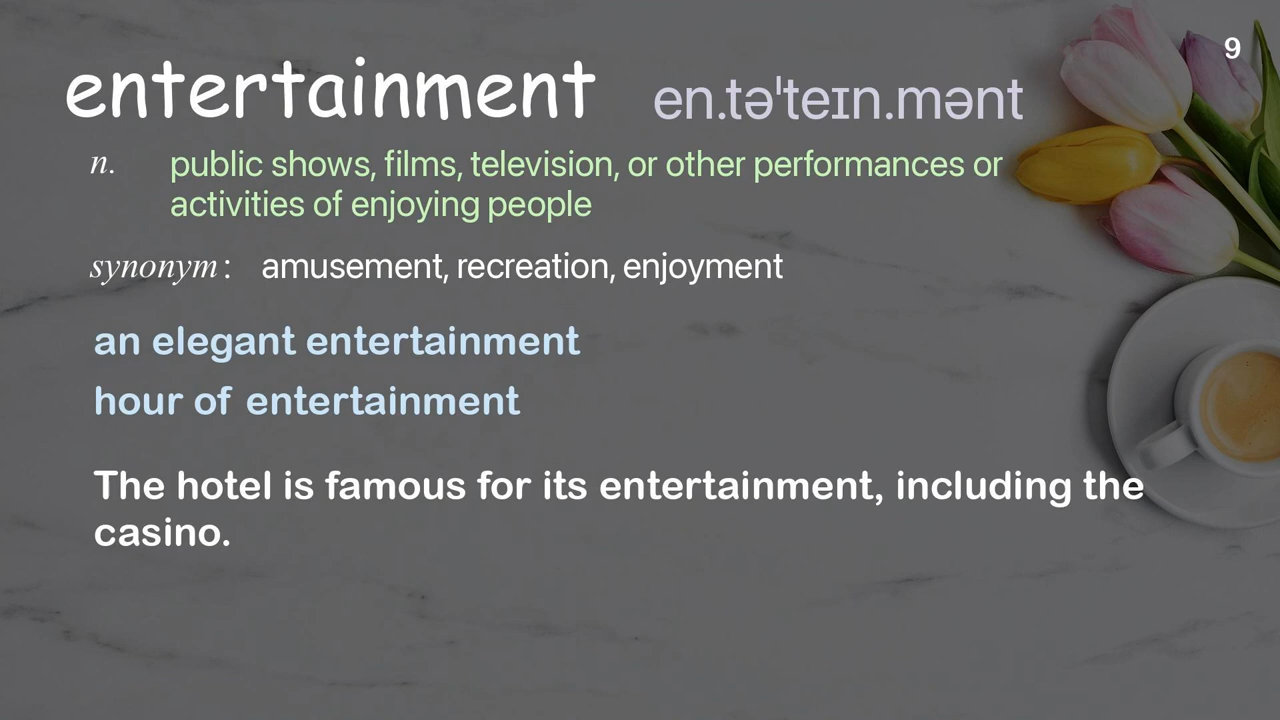 9
entertainment en.təˈteɪn.mənt
n. public shows, films, television, or other performances or
activities of enjoying people
synonym: amusement, recreation, enjoyment
an elegant entertainment
hour of entertainment
The hotel is famous for its entertainment, including the
casino.